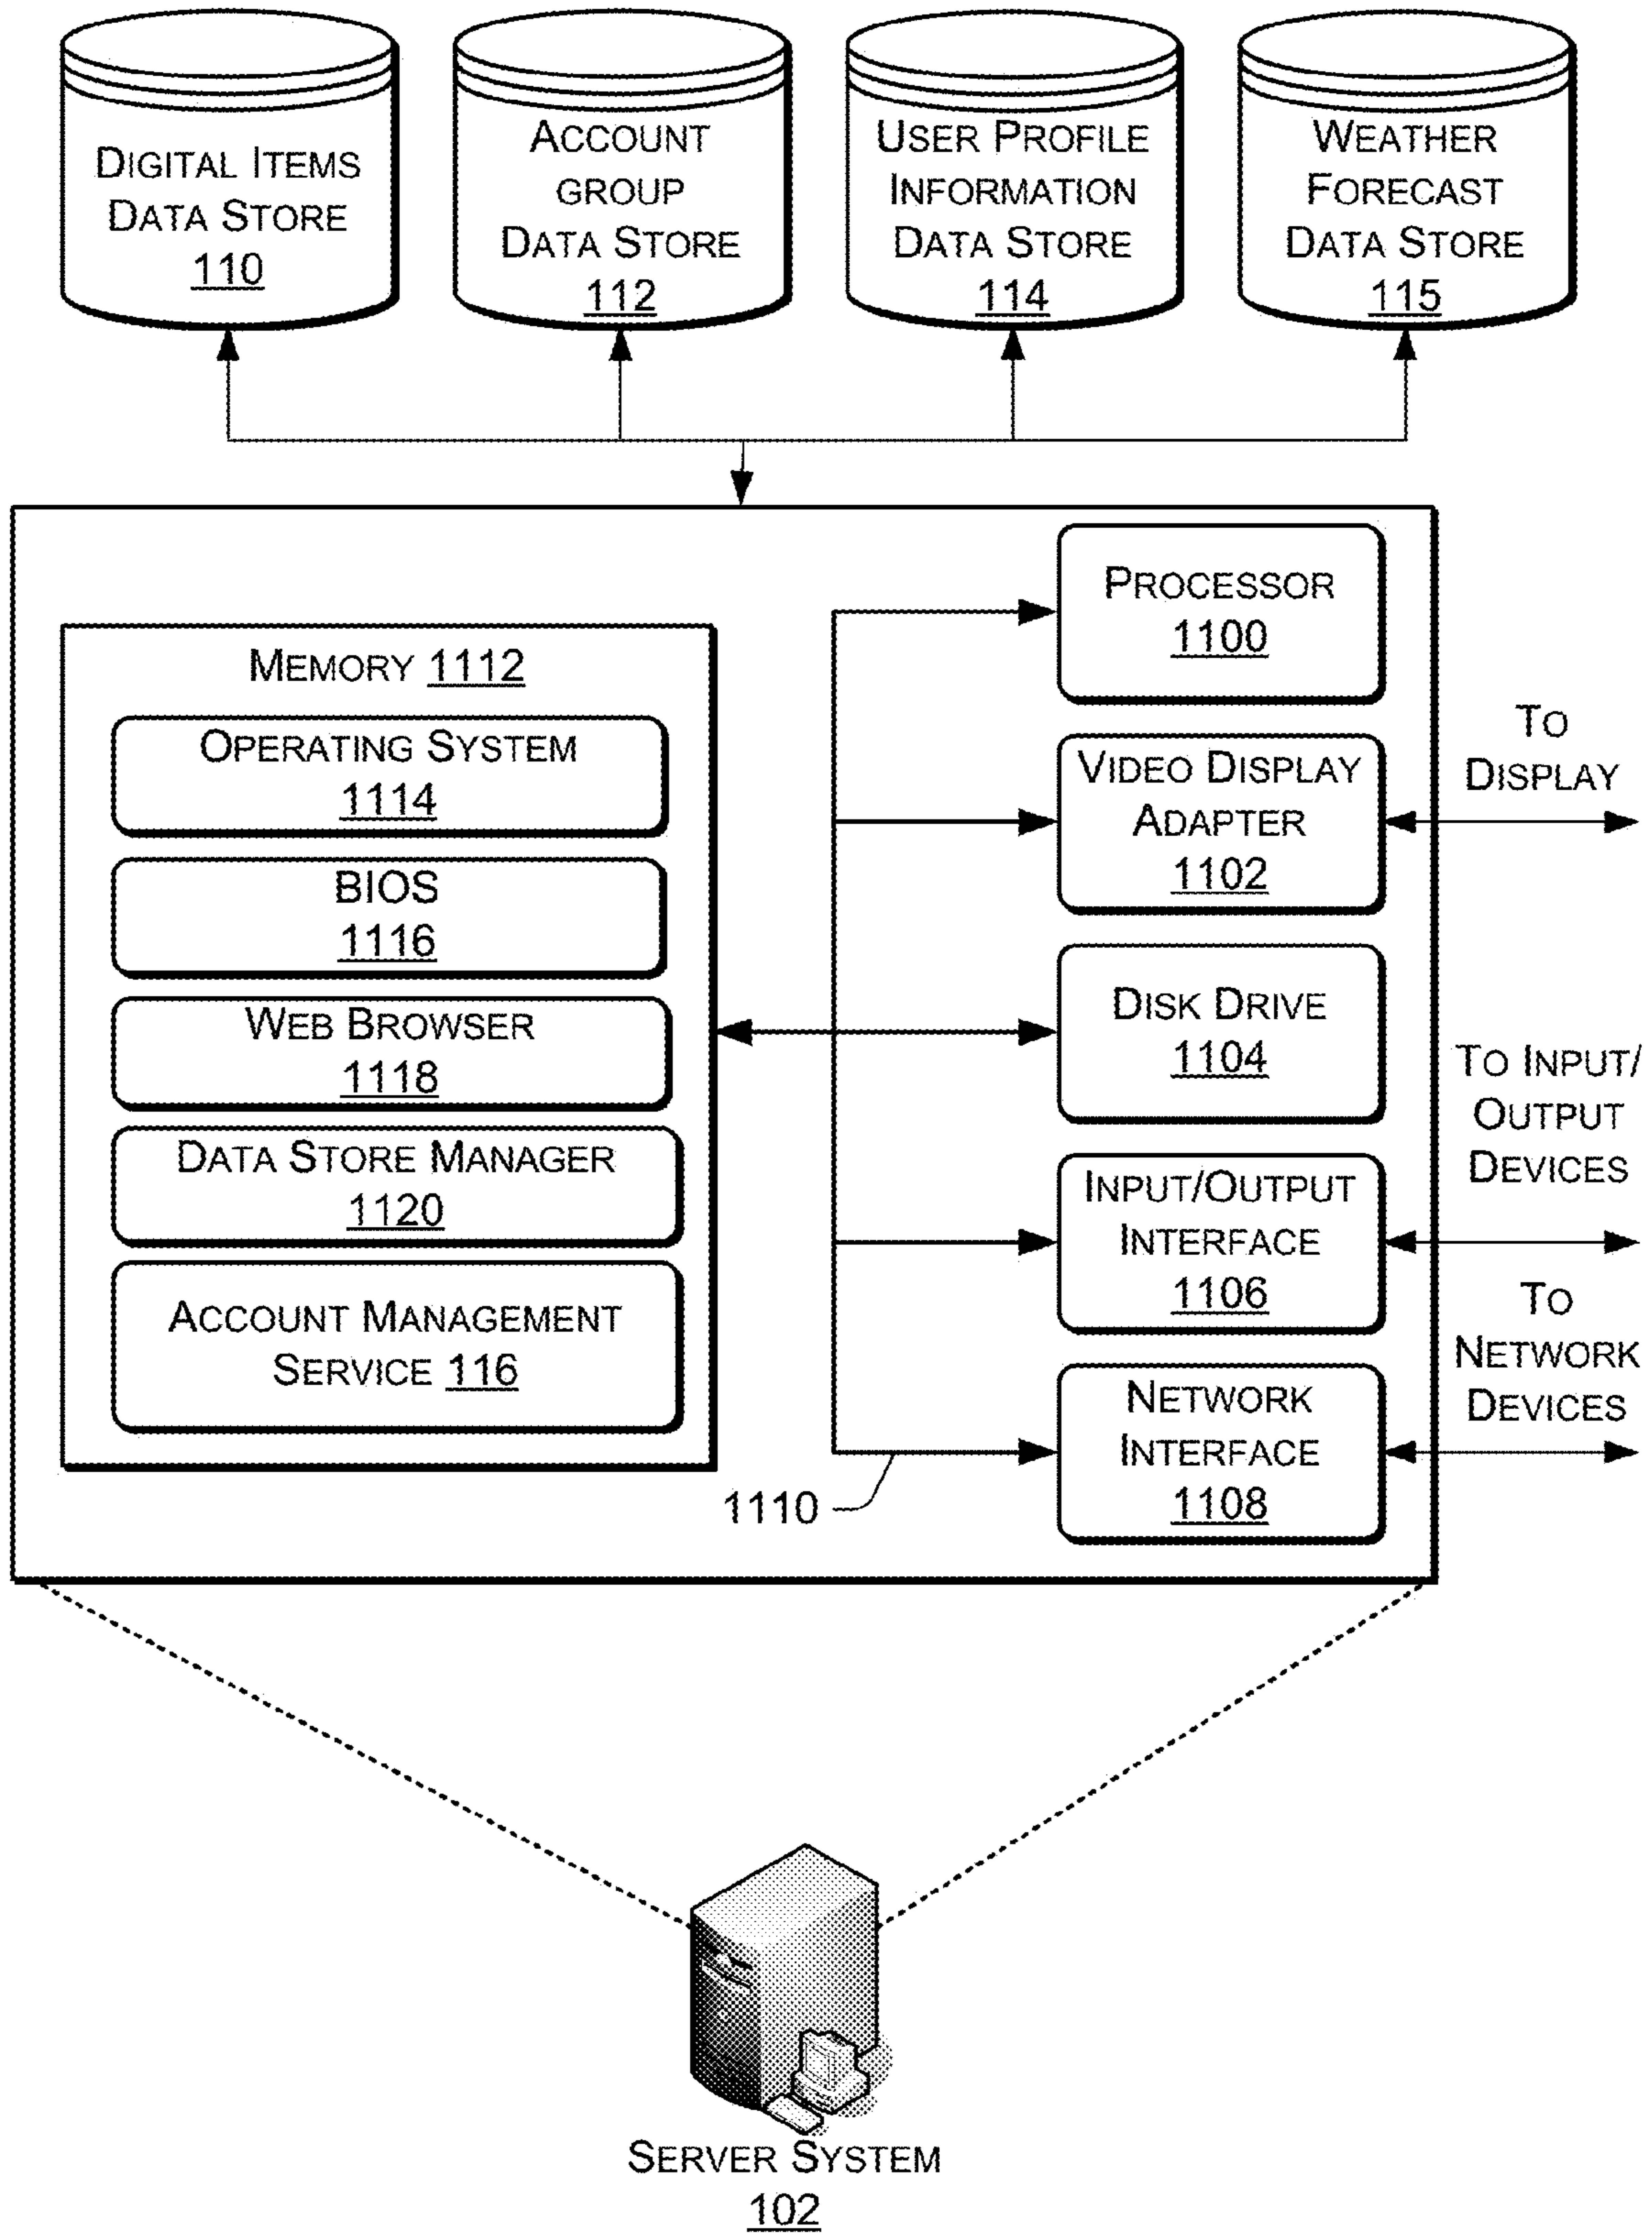 DIGITAL ITEMS
DATA STORE
110
ACCOUNT
GROUP
DATA STORE
112
USER PROFILE
INFORMATION
DATA STORE
114
WEATHER
FORECAST
DATA STORE
115
MEMORY 1112
OPERATING SYSTEM
1114
BIOS
1116
WEB BROWSER
1118
DATA STORE MANAGER
1120
ACCOUNT MANAGEMENT
SERVICE 116
PROCESSOR
1100
VIDEO DISPLAY
ADAPTER
1102
DISK DRIVE
1104
INPUT/OUTPUT
INTERFACE
1106
NETWORK
INTERFACE
1108
1110
TO
DISPLAY
TO INPUT/
OUTPUT
DEVICES
TO
NETWORK
DEVICES
SERVER SYSTEM
102